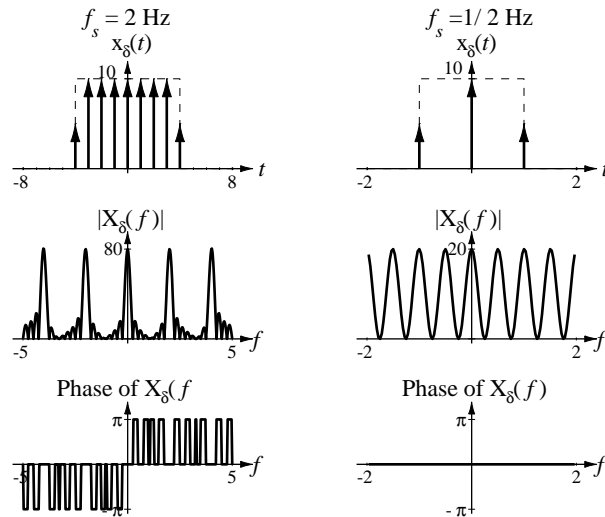 f_s = 2 Hz
x_δ(t)
10
-8
8
t
|X_δ(f)|
80
-5
5
f
Phase of X_δ(f
π
-5
5
f
- π
f_s =1/ 2 Hz
x_δ(t)
10
-2
2
t
|X_δ(f)|
20
-2
2
f
Phase of X_δ(f)
π
-2
2
f
- π